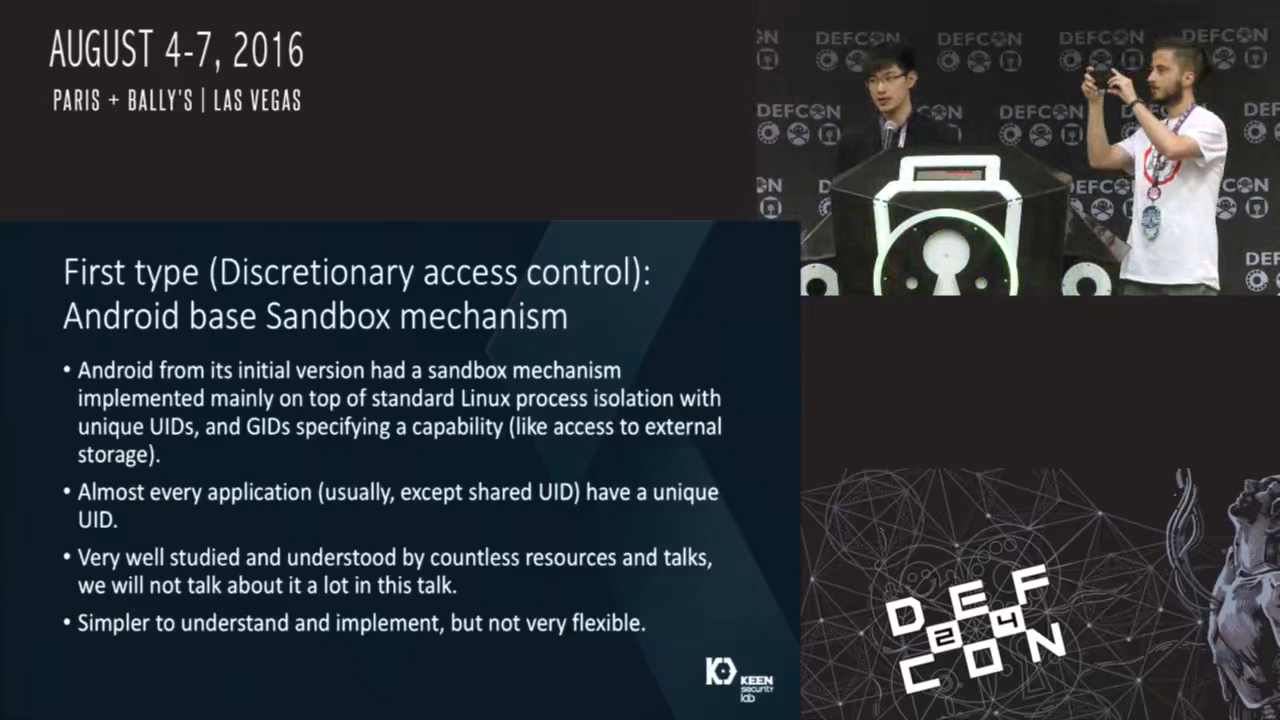 AUGUST 4-7, 2016
PARIS + BALLY'S | LAS VEGAS
DEFCON DEFCON DEFCON
DEFCON DEFCON
First type (Discretionary access control):
Android base Sandbox mechanism
• Android from its initial version had a sandbox mechanism
implemented mainly on top of standard Linux process isolation with
unique UIDs, and GIDs specifying a capability (like access to external
storage).
• Almost every application (usually, except shared UID) have a unique
UID.
• Very well studied and understood by countless resources and talks,
we will not talk about it a lot in this talk.
• Simpler to understand and implement, but not very flexible.
KEEN
security
lab
DEF
24
CON